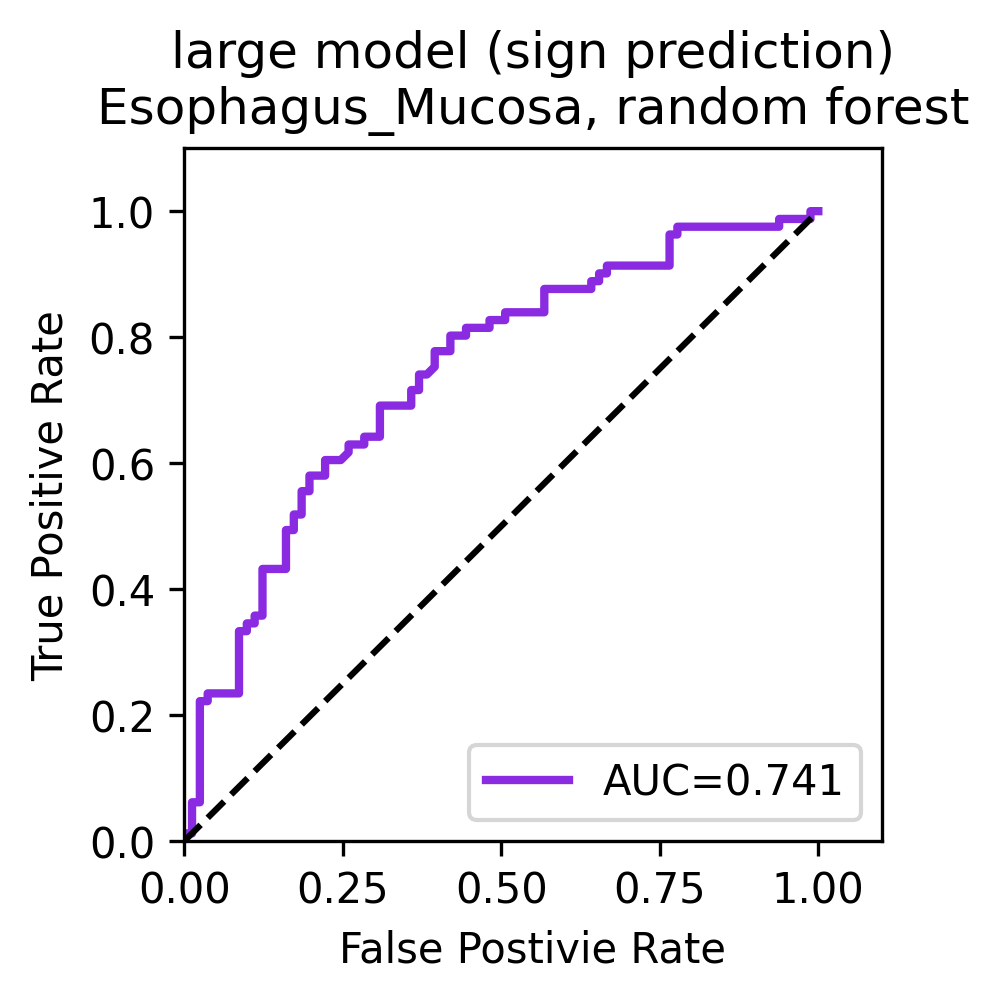 large model (sign prediction)
Esophagus_Mucosa, random forest
1.0
0.8
0.6
0.4
0.2
0.0
True Positive Rate
AUC=0.741
0.00 0.25 0.50 0.75 1.00
False Postivie Rate